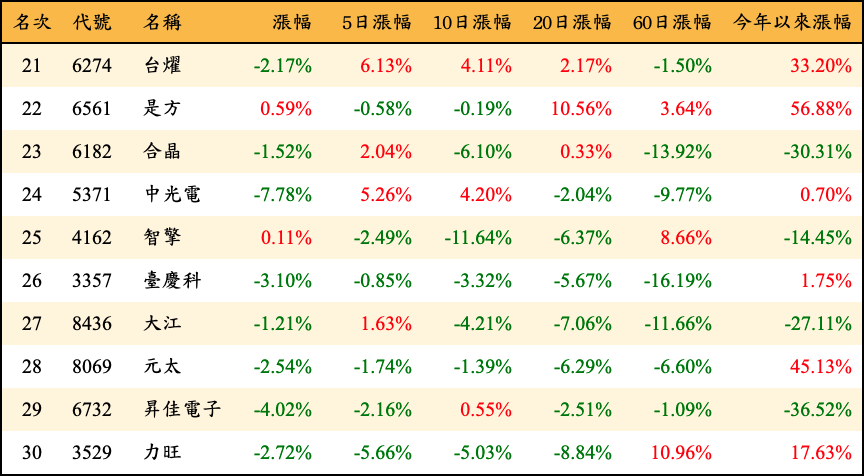 名次 代號 名稱 漲幅 5日漲幅 10日漲幅 20日漲幅 60日漲幅 今年以來漲幅
21 6274 台燿 -2.17% 6.13% 4.11% 2.17% -1.50% 33.20%
22 6561 是方 0.59% -0.58% -0.19% 10.56% 3.64% 56.88%
23 6182 合晶 -1.52% 2.04% -6.10% 0.33% -13.92% -30.31%
24 5371 中光電 -7.78% 5.26% 4.20% -2.04% -9.77% 0.70%
25 4162 智擎 0.11% -2.49% -11.64% -6.37% 8.66% -14.45%
26 3357 臺慶科 -3.10% -0.85% -3.32% -5.67% -16.19% 1.75%
27 8436 大江 -1.21% 1.63% -4.21% -7.06% -11.66% -27.11%
28 8069 元太 -2.54% -1.74% -1.39% -6.29% -6.60% 45.13%
29 6732 昇佳電子 -4.02% -2.16% 0.55% -2.51% -1.09% -36.52%
30 3529 力旺 -2.72% -5.66% -5.03% -8.84% 10.96% 17.63%